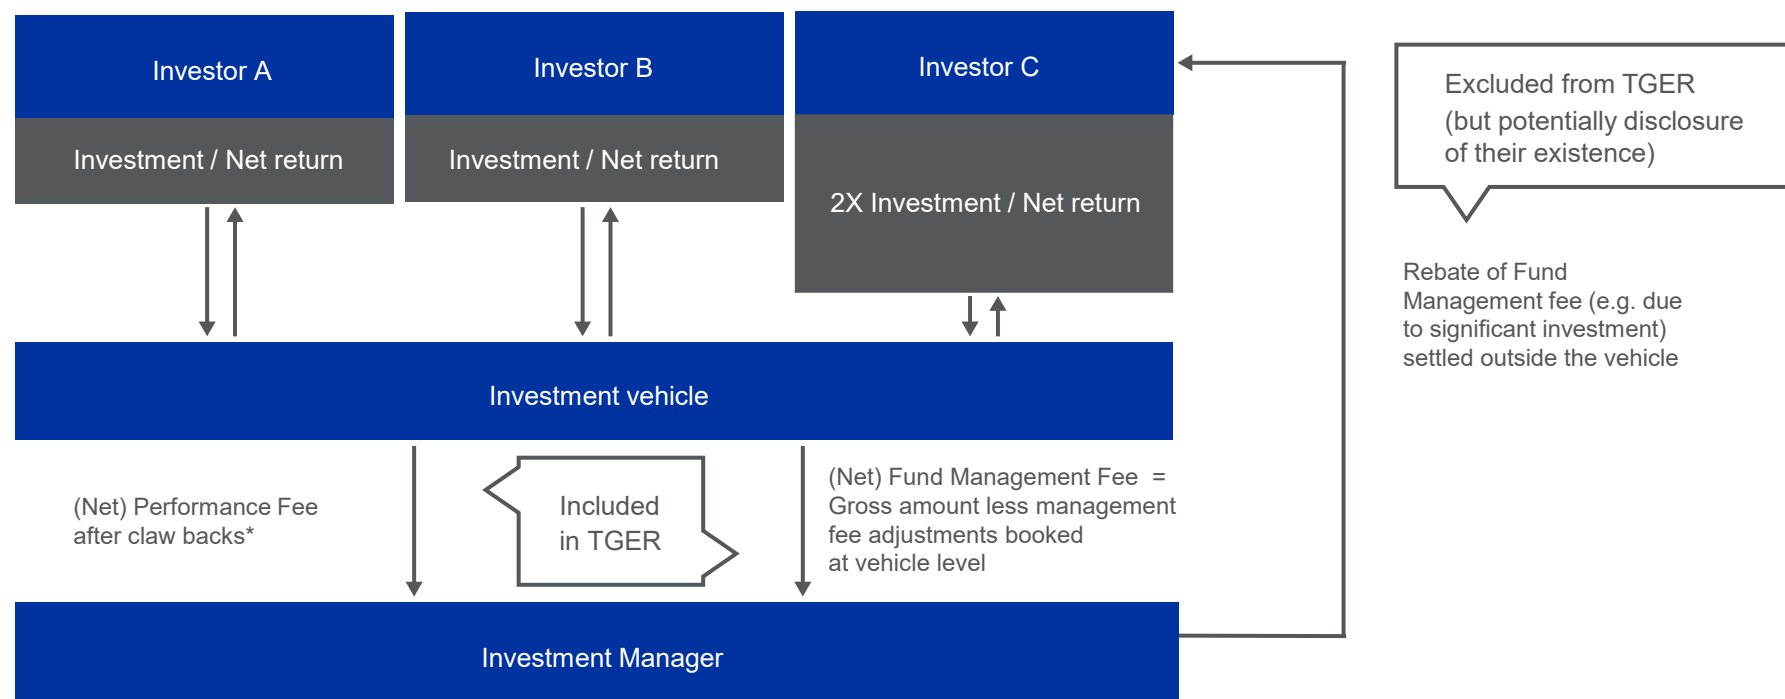 Investor A
Investor B
Investor C
Investment / Net return
Investment / Net return
2X Investment / Net return
Excluded from TGER
(but potentially disclosure
of their existence)
Rebate of Fund
Management fee (e.g. due
to significant investment)
settled outside the vehicle
Investment vehicle
(Net) Performance Fee
after claw backs*
Included
in TGER
(Net) Fund Management Fee =
Gross amount less management
fee adjustments booked
at vehicle level
Investment Manager